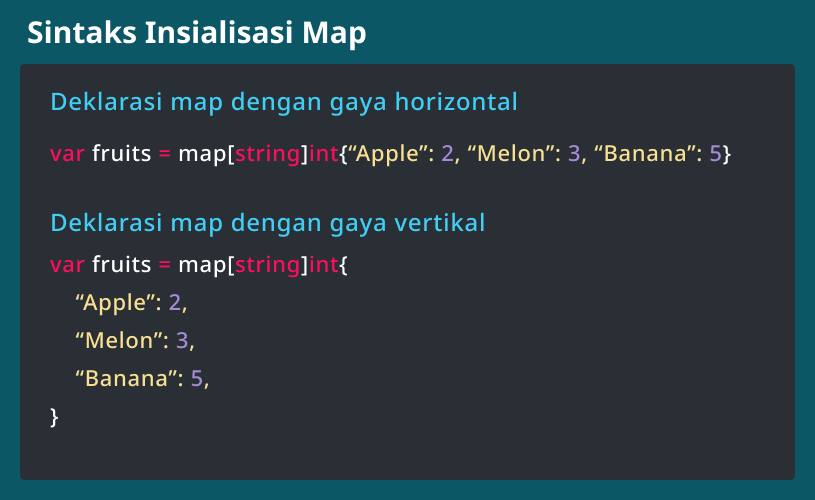 Sintaks Insialisasi Map
Deklarasi map dengan gaya horizontal
var fruits = map[string]int{“Apple”: 2, “Melon”: 3, “Banana”: 5}
Deklarasi map dengan gaya vertikal
var fruits = map[string]int{
“Apple”: 2,
“Melon”: 3,
“Banana”: 5,
}